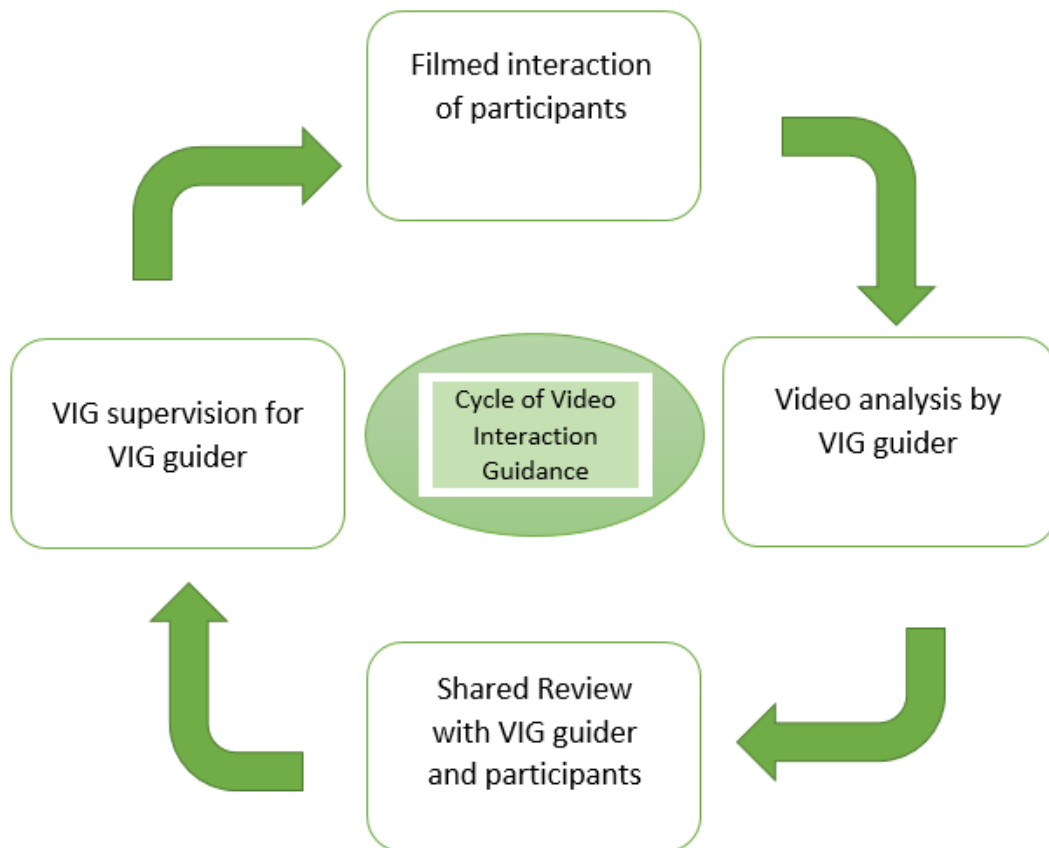 Filmed interaction
of participants
VIG supervision for
VIG guider
Cycle of Video
Interaction
Guidance
Video analysis by
VIG guider
Shared Review
with VIG guider
and participants